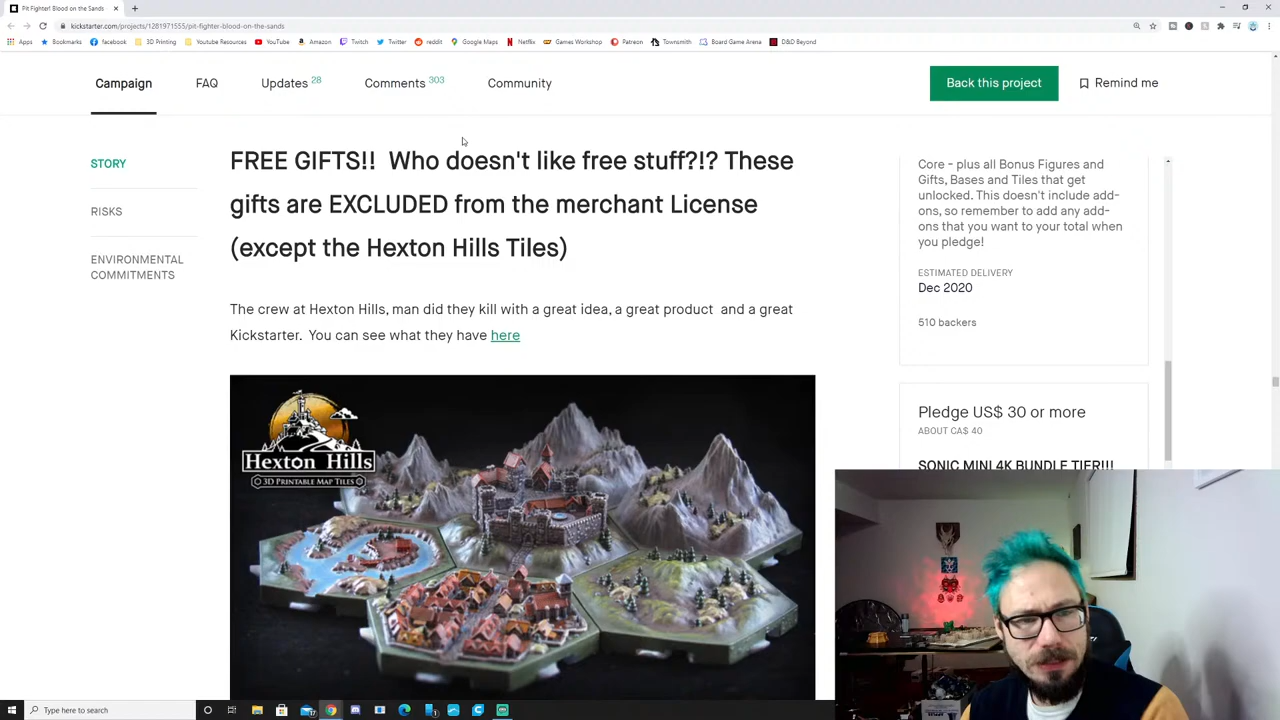 Pit Fighter! Blood on the Sands
kickstarter.com/projects/1281971555/pit-fighter-blood-on-the-sands
Apps Bookmarks facebook 3D Printing Youtube Resources YouTube Amazon Twitch Twitter reddit Google Maps Netflix Games Workshop Patreon Townsmith Board Game Arena D&D Beyond
Campaign FAQ Updates 28 Comments 303 Community Back this project Remind me
STORY
RISKS
ENVIRONMENTAL
COMMITMENTS
FREE GIFTS!! Who doesn't like free stuff?!? These
gifts are EXCLUDED from the merchant License
(except the Hexton Hills Tiles)
The crew at Hexton Hills, man did they kill with a great idea, a great product and a great
Kickstarter. You can see what they have here
Hexton Hills
3D PRINTABLE MAP TILES
Core - plus all Bonus Figures and
Gifts, Bases and Tiles that get
unlocked. This doesn't include add-
ons, so remember to add any add-
ons that you want to your total when
you pledge!
ESTIMATED DELIVERY
Dec 2020
510 backers
Pledge US$ 30 or more
ABOUT CA$ 40
SONIC MINI 4K BUNDLE TIER!!!
Type here to search